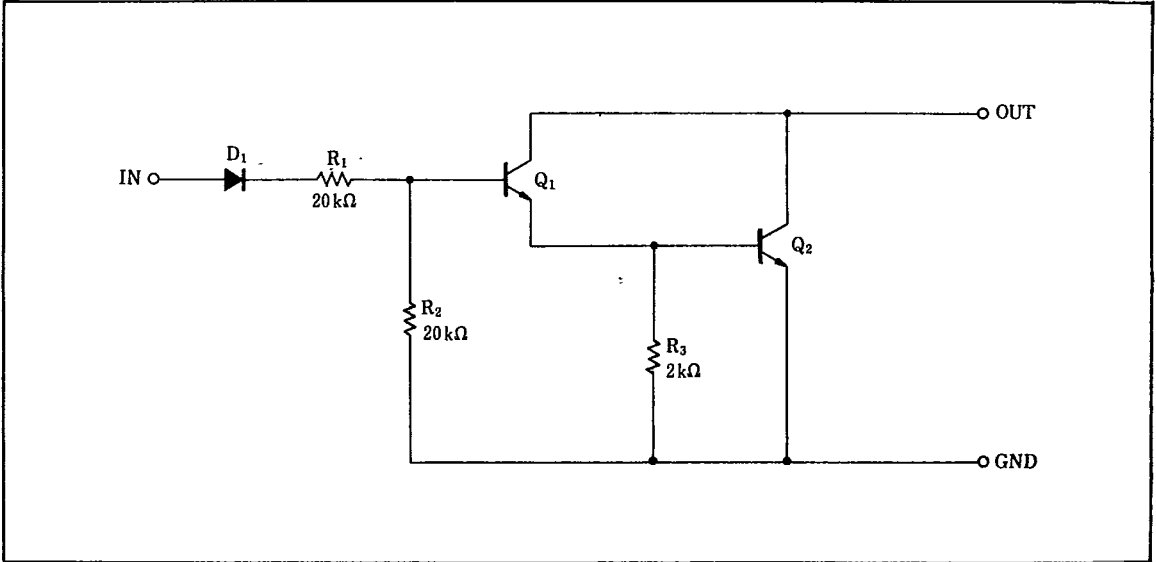 OUT
D₁
R₁
IN
20kΩ
Q₁
Q₂
R₂
20kΩ
R₃
2kΩ
GND